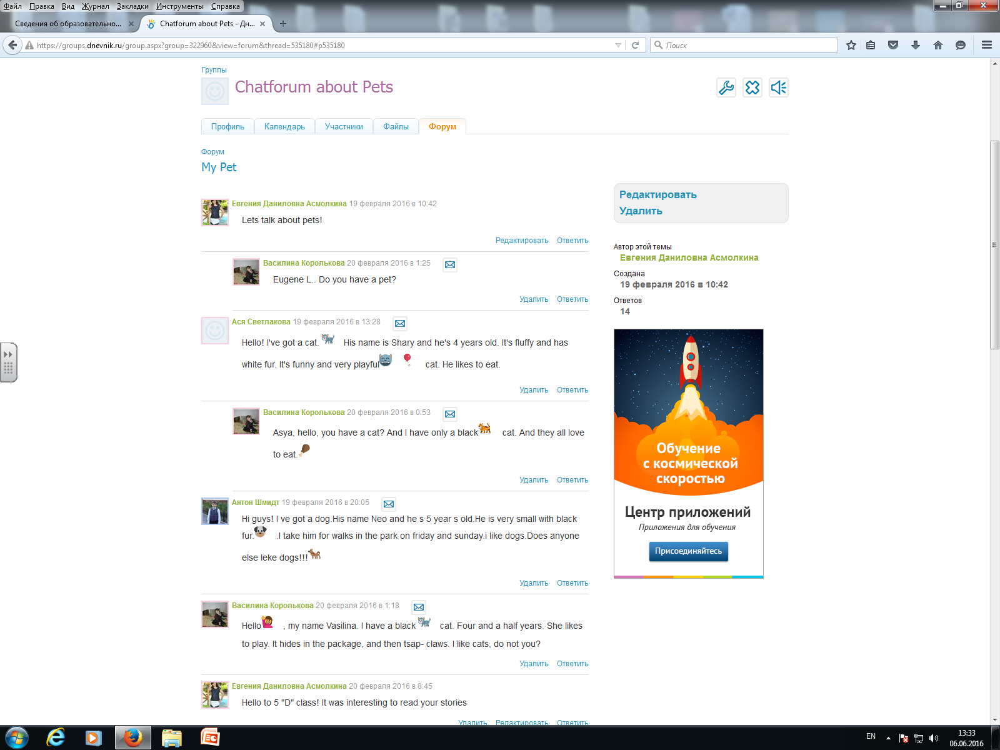 Файл Правка Вид Журнал Закладки Инструменты Справка
Сведения об образовательно...
Chatforum about Pets - Дн...
https://groups.dnevnik.ru/group.aspx?group=322960&view=forum&thread=535180#p535180
Поиск
Группы
Chatforum about Pets
Профиль Календарь Участники Файлы Форум
Форум
My Pet
Евгения Даниловна Асмолкина 19 февраля 2016 в 10:42
Lets talk about pets!
Редактировать Ответить
Василина Королькова 20 февраля 2016 в 1:25
Eugene L.. Do you have a pet?
Удалить Ответить
Ася Светлакова 19 февраля 2016 в 13:28
Hello! I've got a cat. His name is Shary and he's 4 years old. It's fluffy and has
white fur. It's funny and very playful cat. He likes to eat.
Удалить Ответить
Василина Королькова 20 февраля 2016 в 0:53
Asya, hello, you have a cat? And I have only a black cat. And they all love
to eat.
Удалить Ответить
Антон Шмидт 19 февраля 2016 в 20:05
Hi guys! I ve got a dog.His name Neo and he s 5 year s old.He is very small with black
fur. .I take him for walks in the park on friday and sunday.i like dogs.Does anyone
else leke dogs!!!
Удалить Ответить
Василина Королькова 20 февраля 2016 в 1:18
Hello , my name Vasilina. I have a black cat. Four and a half years. She likes
to play. It hides in the package, and then tsap- claws. I like cats, do not you?
Удалить Ответить
Евгения Даниловна Асмолкина 20 февраля 2016 в 8:45
Hello to 5 "D" class! It was interesting to read your stories
Удалить Редактировать Ответить
Редактировать
Удалить
Автор этой темы
Евгения Даниловна Асмолкина
Создана
19 февраля 2016 в 10:42
Ответов
14
Обучение
с космической
скоростью
Центр приложений
Приложения для обучения
Присоединяйтесь
EN
13:33
06.06.2016